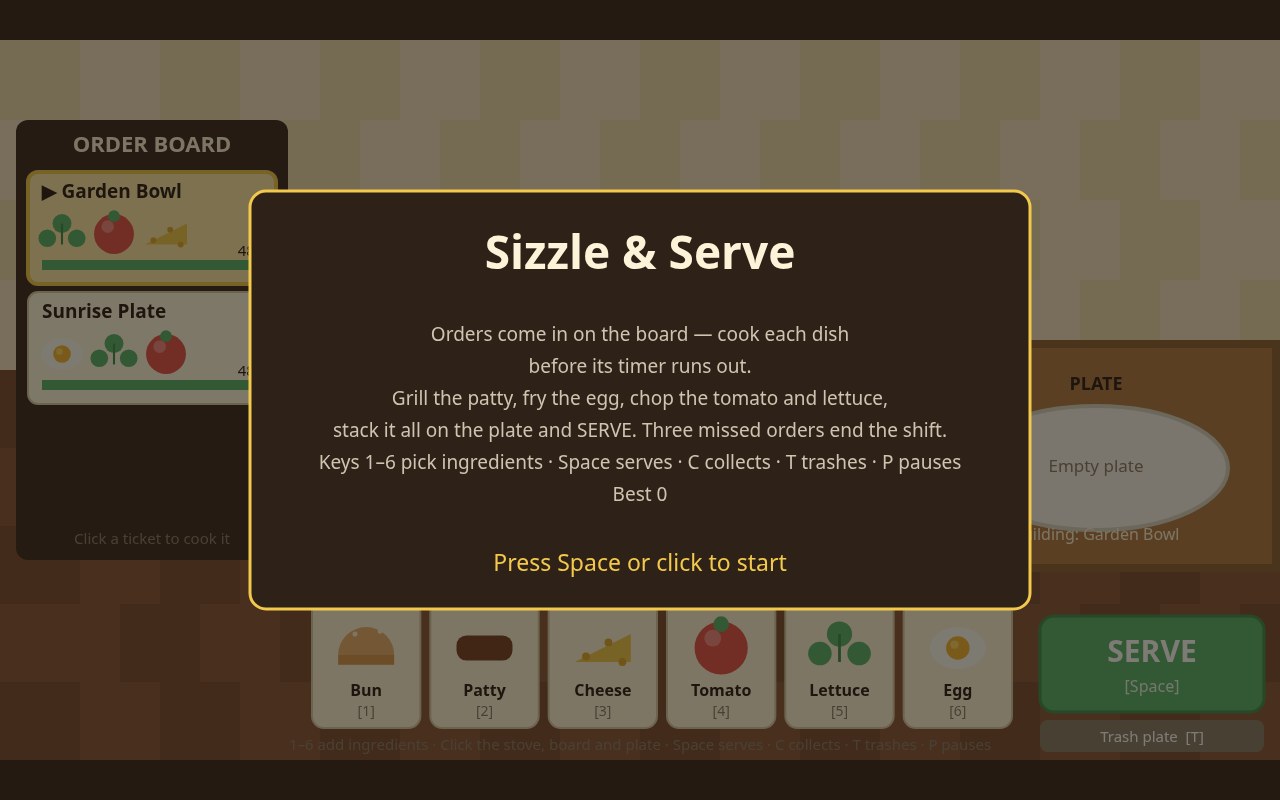 ORDER BOARD
▶ Garden Bowl
Sunrise Plate
Click a ticket to cook it
Sizzle & Serve
Orders come in on the board — cook each dish
before its timer runs out.
Grill the patty, fry the egg, chop the tomato and lettuce,
stack it all on the plate and SERVE. Three missed orders end the shift.
Keys 1–6 pick ingredients · Space serves · C collects · T trashes · P pauses
Best 0
Press Space or click to start
PLATE
Empty plate
Garden Bowl
Bun
[1]
Patty
[2]
Cheese
[3]
Tomato
[4]
Lettuce
[5]
Egg
[6]
SERVE
[Space]
Trash plate [T]
1–6 add ingredients · Click the stove, board and plate · Space serves · C collects · T trashes · P pauses